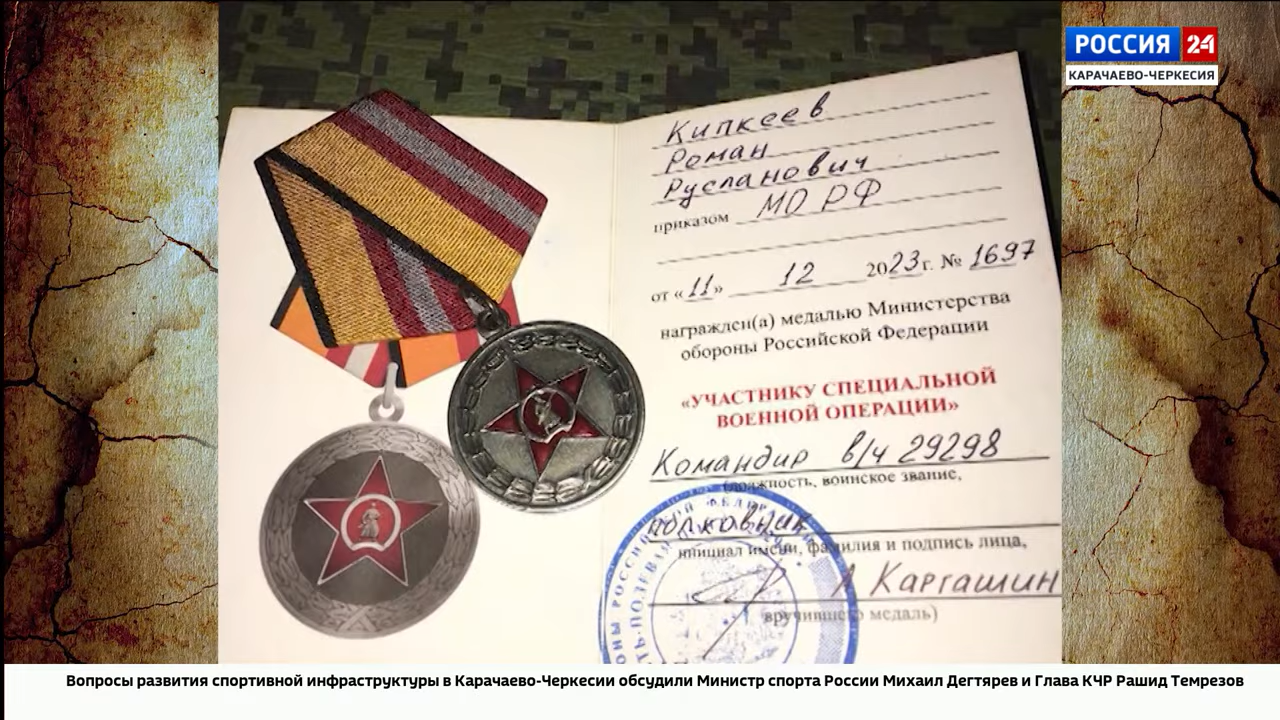 РОССИЯ 24
КАРАЧАЕВО-ЧЕРКЕСИЯ
Кипкеев
Роман
Русланович
приказом МО РФ
от «11» 12 2023г. № 1697
награжден(а) медалью Министерства
обороны Российской Федерации
«УЧАСТНИКУ СПЕЦИАЛЬНОЙ
ВОЕННОЙ ОПЕРАЦИИ»
Командир в/ч 29298
(должность, воинское звание,
полковник
инициал имени, фамилия и подпись лица,
Карташин
вручившего медаль)
Вопросы развития спортивной инфраструктуры в Карачаево-Черкесии обсудили Министр спорта России Михаил Дегтярев и Глава КЧР Рашид Темрезов